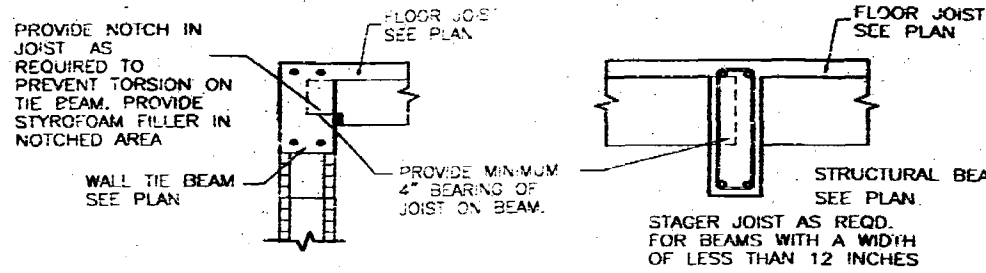 PROVIDE NOTCH IN
JOIST AS
REQUIRED TO
PREVENT TORSION ON
TIE BEAM. PROVIDE
STYROFOAM FILLER IN
NOTCHED AREA
FLOOR JOIST
SEE PLAN
WALL TIE BEAM
SEE PLAN
PROVIDE MINIMUM
4" BEARING OF
JOIST ON BEAM.
FLOOR JOIST
SEE PLAN
STRUCTURAL BEA
SEE PLAN
STAGER JOIST AS REQD.
FOR BEAMS WITH A WIDTH
OF LESS THAN 12 INCHES